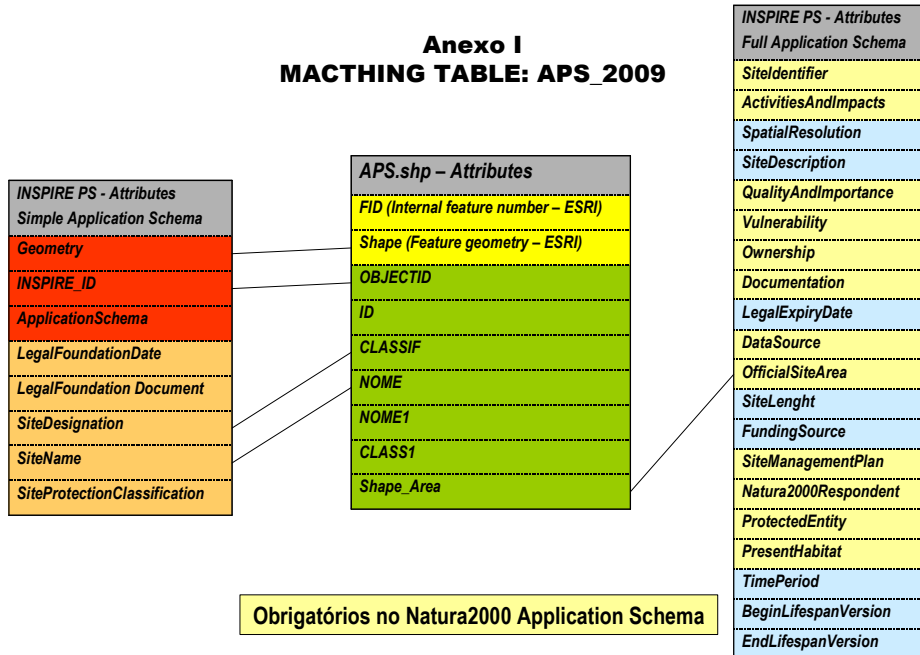 Anexo I
MACTHING TABLE: APS_2009
INSPIRE PS - Attributes
Simple Application Schema
Geometry
INSPIRE_ID
ApplicationSchema
LegalFoundationDate
LegalFoundation Document
SiteDesignation
SiteName
SiteProtectionClassification
APS.shp – Attributes
FID (Internal feature number – ESRI)
Shape (Feature geometry – ESRI)
OBJECTID
ID
CLASSIF
NOME
NOME1
CLASS1
Shape_Area
INSPIRE PS - Attributes
Full Application Schema
SiteIdentifier
ActivitiesAndImpacts
SpatialResolution
SiteDescription
QualityAndImportance
Vulnerability
Ownership
Documentation
LegalExpiryDate
DataSource
OfficialSiteArea
SiteLenght
FundingSource
SiteManagementPlan
Natura2000Respondent
ProtectedEntity
PresentHabitat
TimePeriod
BeginLifespanVersion
EndLifespanVersion
Obrigatórios no Natura2000 Application Schema